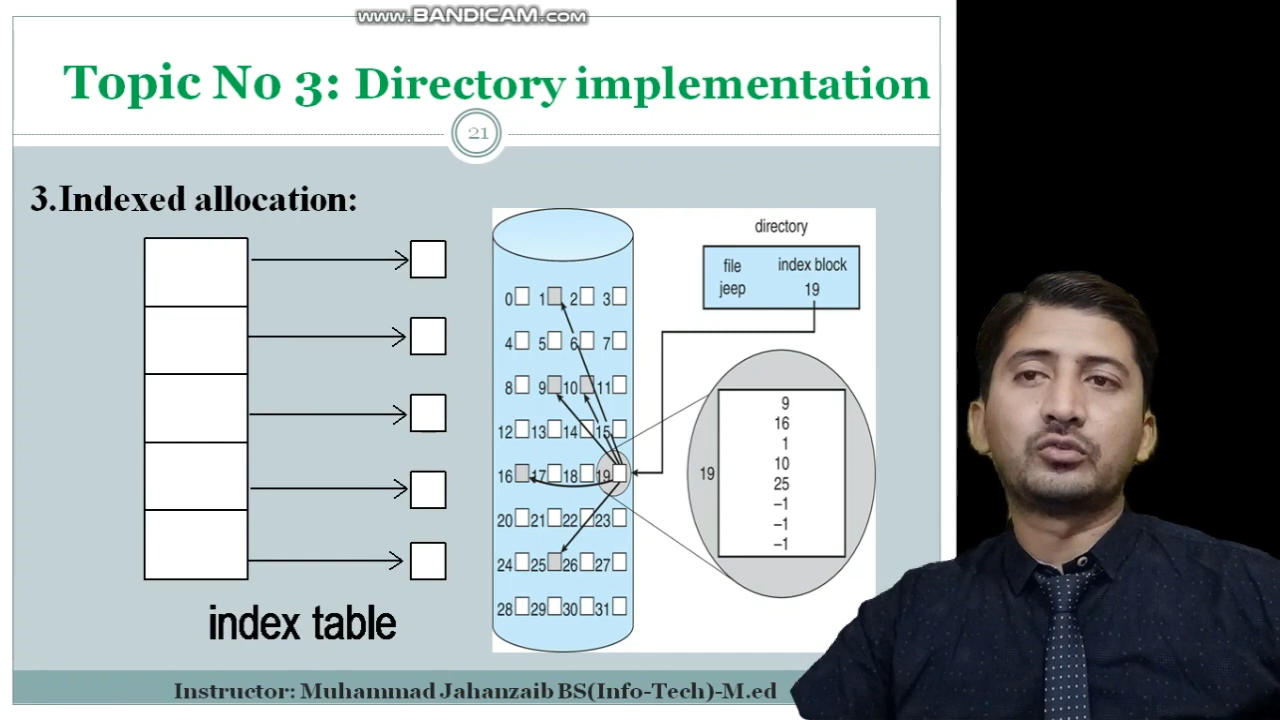 www.BANDICAM.com
Topic No 3: Directory implementation
21
3.Indexed allocation:
index table
directory
file index block
jeep 19
0 1 2 3
4 5 6 7
8 9 10 11
12 13 14 15
16 17 18 19
20 21 22 23
24 25 26 27
28 29 30 31
19
9
16
1
10
25
–1
–1
–1
Instructor: Muhammad Jahanzaib BS(Info-Tech)-M.ed